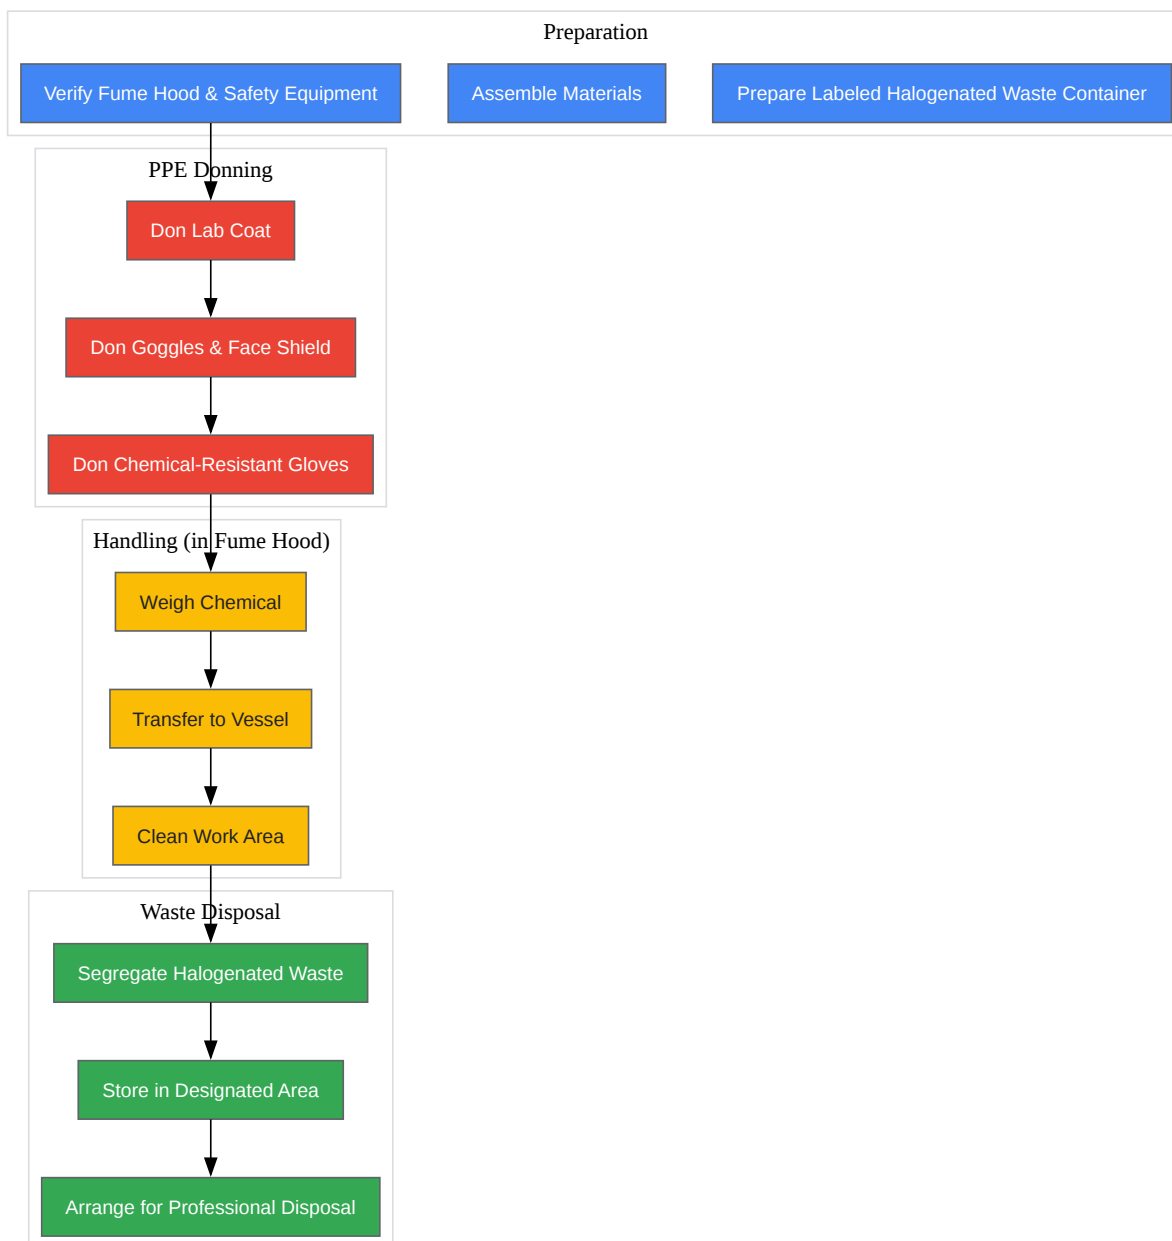 Preparation
Verify Fume Hood & Safety Equipment
Assemble Materials
Prepare Labeled Halogenated Waste Container
PPE Donning
Don Lab Coat
Don Goggles & Face Shield
Don Chemical-Resistant Gloves
Handling (in Fume Hood)
Weigh Chemical
Transfer to Vessel
Clean Work Area
Waste Disposal
Segregate Halogenated Waste
Store in Designated Area
Arrange for Professional Disposal